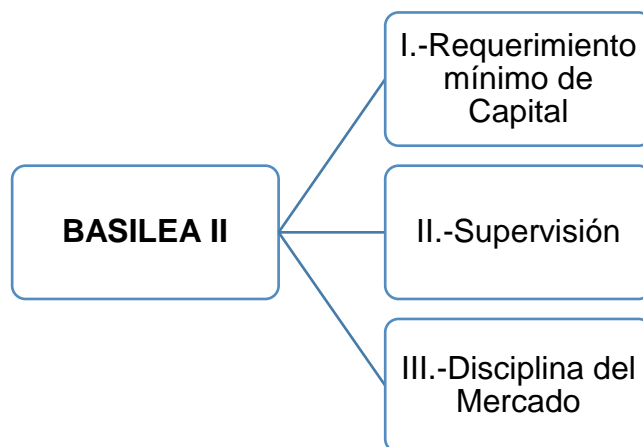 I.-Requerimiento
mínimo de
Capital
BASILEA II
II.-Supervisión
III.-Disciplina del
Mercado